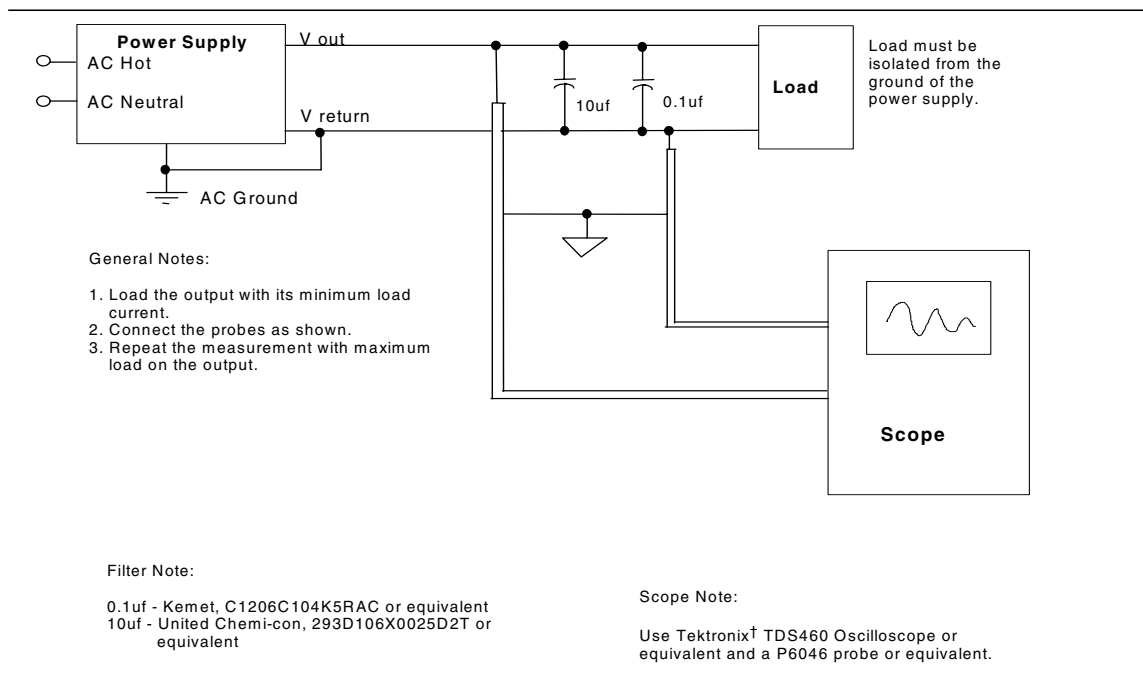 Power Supply
V out
AC Hot
AC Neutral
V return
AC Ground
10uf
0.1uf
Load
Load must be
isolated from the
ground of the
power supply.
General Notes:
1. Load the output with its minimum load
current.
2. Connect the probes as shown.
3. Repeat the measurement with maximum
load on the output.
Scope
Filter Note:
0.1uf - Kemet, C1206C104K5RAC or equivalent
10uf - United Chemi-con, 293D106X0025D2T or
equivalent
Scope Note:
Use Tektronix† TDS460 Oscilloscope or
equivalent and a P6046 probe or equivalent.